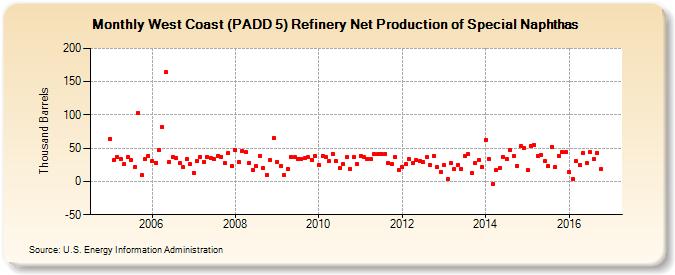 Monthly West Coast (PADD 5) Refinery Net Production of Special Naphthas
Thousand Barrels
200
150
100
50
0
-50
2006 2008 2010 2012 2014 2016
Source: U.S. Energy Information Administration